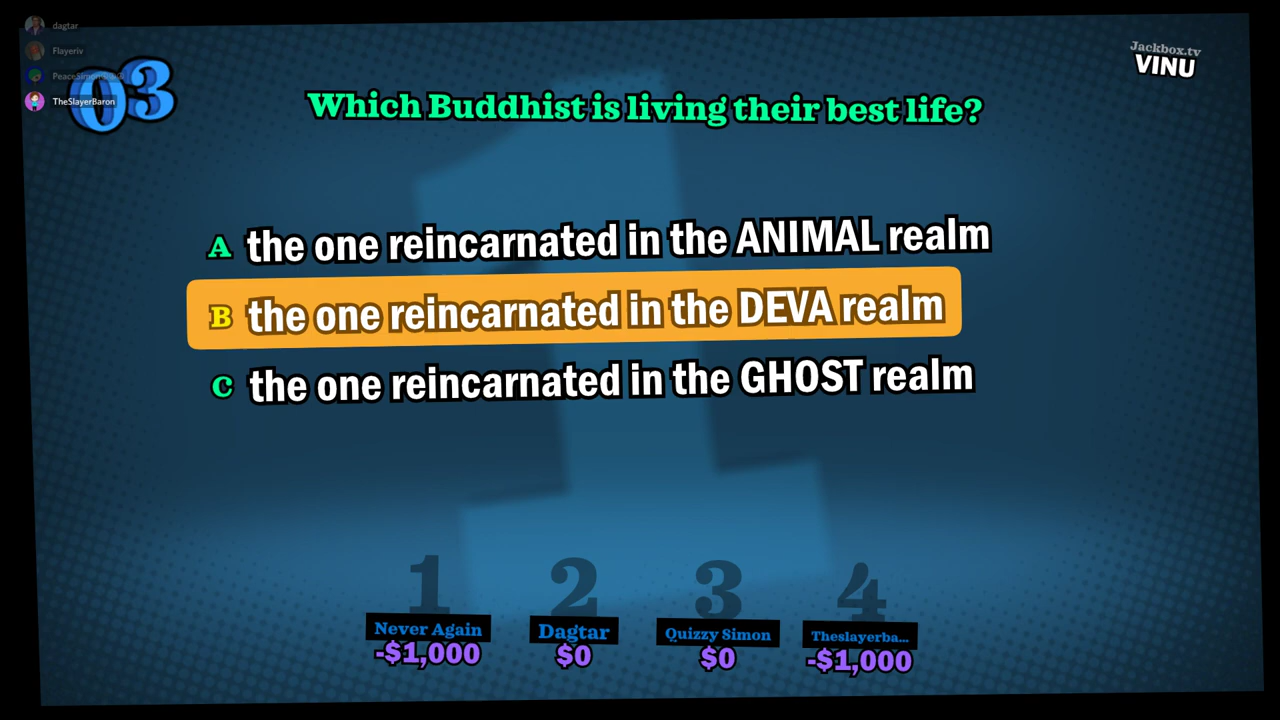 dagtar
Flayeriv
TheSlayerBaron
03
Jackbox.tv
VINU
Which Buddhist is living their best life?
A the one reincarnated in the ANIMAL realm
B the one reincarnated in the DEVA realm
C the one reincarnated in the GHOST realm
1
1 2 3 4
Never Again Dagtar Quizzy Simon Theslayerba...
-$1,000 $0 $0 -$1,000